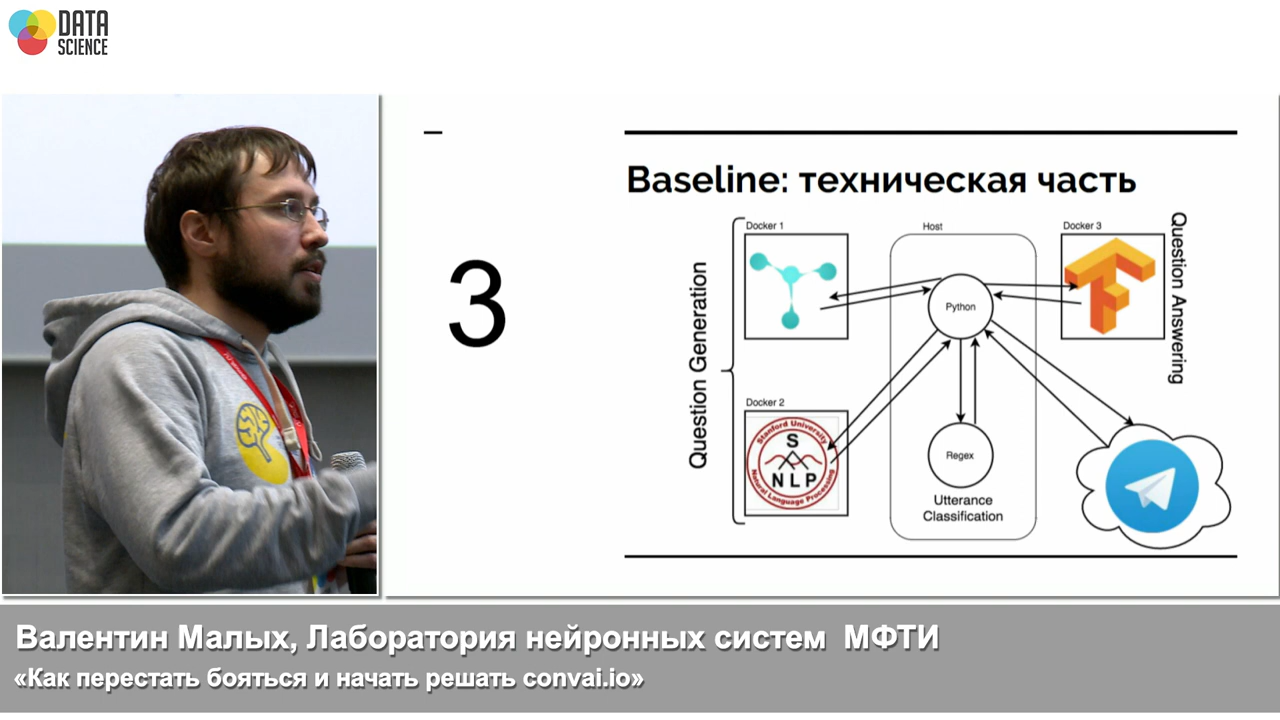 DATA
SCIENCE
3
Baseline: техническая часть
Question Generation
Docker 1
Host
Docker 3
Question Answering
Python
Docker 2
Stanford University
S
NLP
Natural Language Processing
Regex
Utterance
Classification
Валентин Малых, Лаборатория нейронных систем МФТИ
«Как перестать бояться и начать решать convai.io»